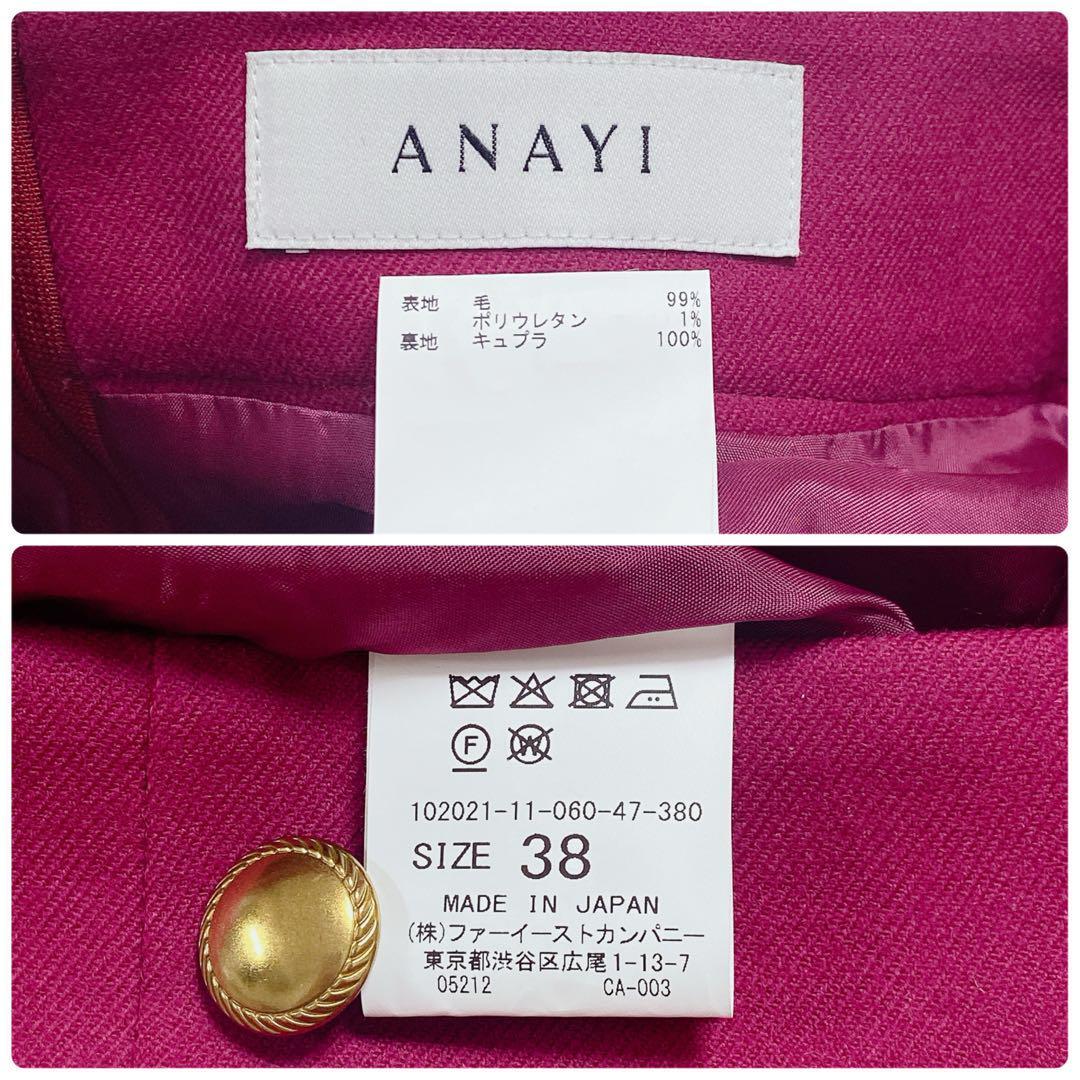 ANAYI
表地 毛 99%
ポリウレタン 1%
裏地 キュプラ 100%
F W
102021-11-060-47-380
SIZE 38
MADE IN JAPAN
(株)ファーイーストカンパニー
東京都渋谷区広尾1-13-7
05212 CA-003